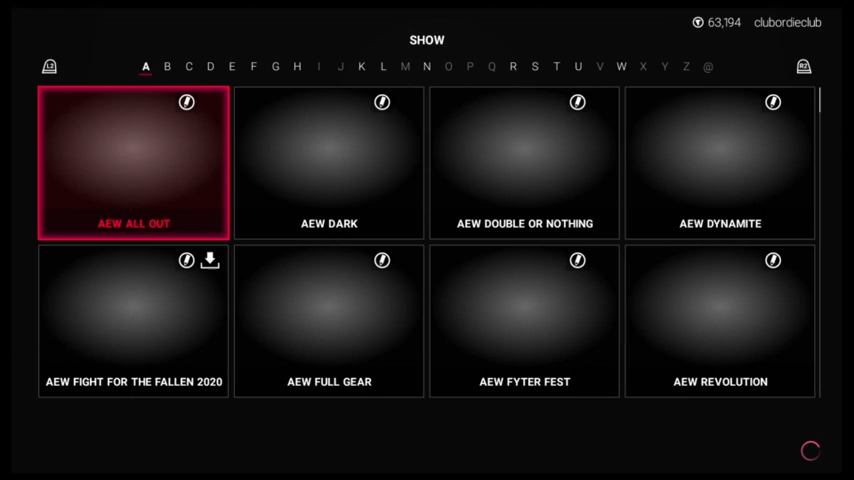 63,194 clubordieclub
SHOW
L2 A B C D E F G H I J K L M N O P Q R S T U V W X Y Z @ R2
AEW ALL OUT AEW DARK AEW DOUBLE OR NOTHING AEW DYNAMITE
AEW FIGHT FOR THE FALLEN 2020 AEW FULL GEAR AEW FYTER FEST AEW REVOLUTION